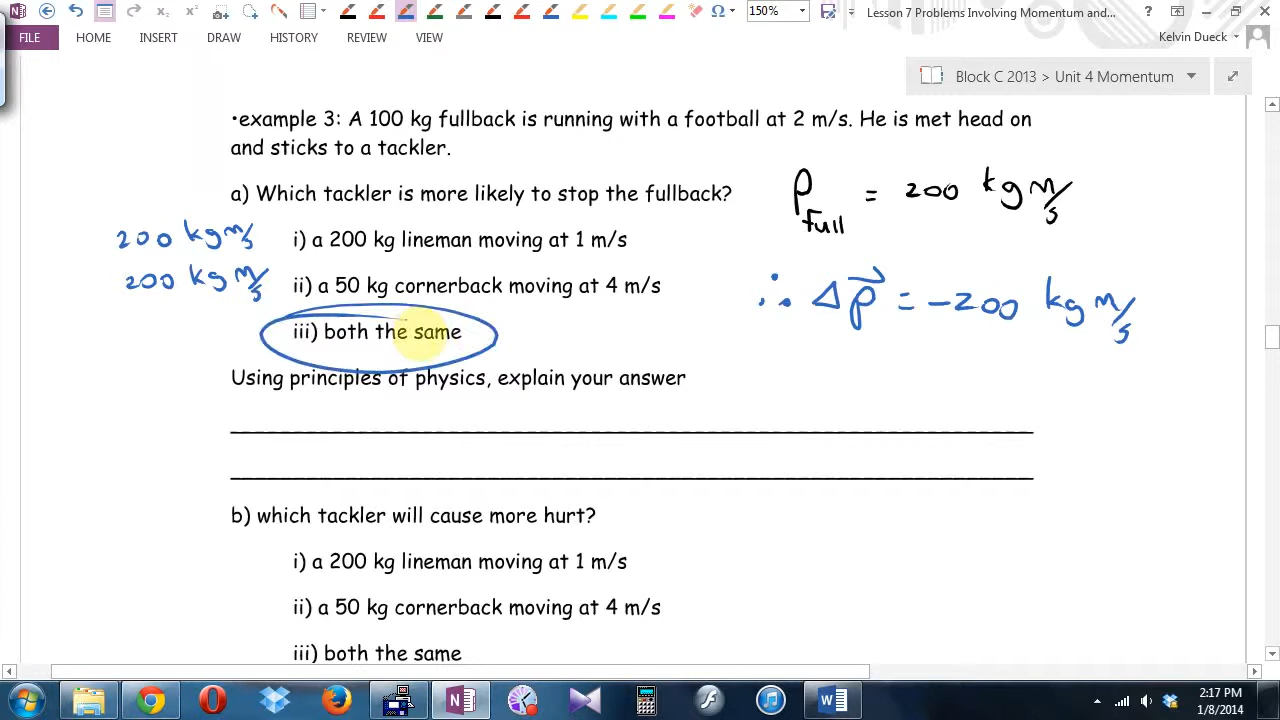 150%
Lesson 7 Problems Involving Momentum and...
FILE HOME INSERT DRAW HISTORY REVIEW VIEW
Kelvin Dueck
Block C 2013 > Unit 4 Momentum
•example 3: A 100 kg fullback is running with a football at 2 m/s. He is met head on
and sticks to a tackler.
a) Which tackler is more likely to stop the fullback?
P full = 200 kg m/s
200 kg m/s
i) a 200 kg lineman moving at 1 m/s
200 kg m/s
ii) a 50 kg cornerback moving at 4 m/s
∴ Δp⃗ = -200 kg m/s
iii) both the same
Using principles of physics, explain your answer
b) which tackler will cause more hurt?
i) a 200 kg lineman moving at 1 m/s
ii) a 50 kg cornerback moving at 4 m/s
iii) both the same
2:17 PM
1/8/2014